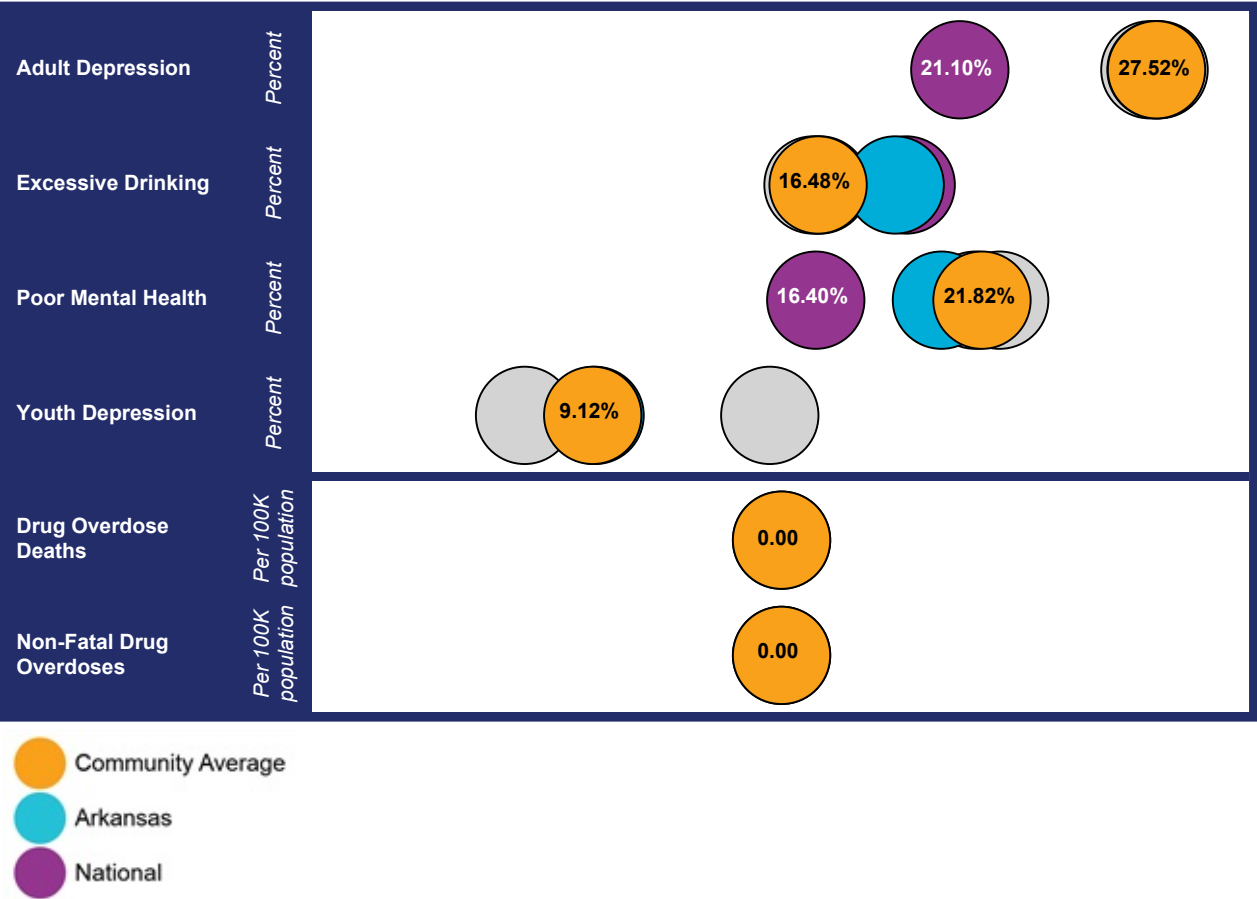 Adult Depression
Percent
21.10%
27.52%
Excessive Drinking
Percent
16.48%
Poor Mental Health
Percent
16.40%
21.82%
Youth Depression
Percent
9.12%
Drug Overdose
Deaths
Per 100K
population
0.00
Non-Fatal Drug
Overdoses
Per 100K
population
0.00
Community Average
Arkansas
National